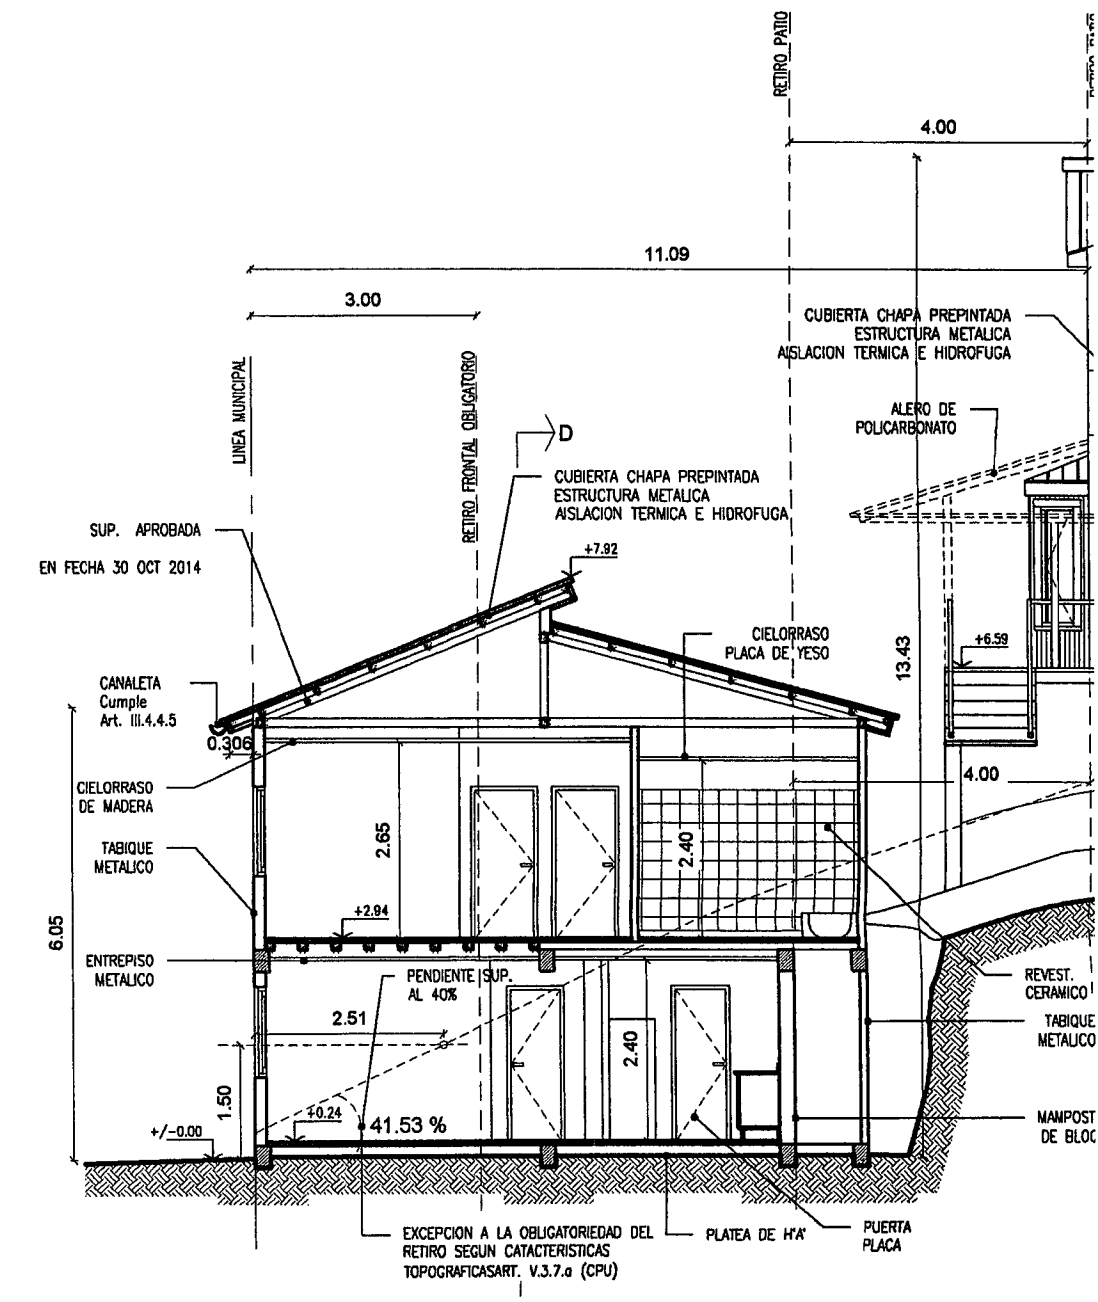 RETIRO PATIO
4.00
11.09
3.00
CUBIERTA CHAPA PREPINTADA
ESTRUCTURA METALICA
AISLACION TERMICA E HIDROFUGA
LINEA MUNICIPAL
RETIRO FRONTAL OBLIGATORIO
ALERO DE
POLICARBONATO
D
CUBIERTA CHAPA PREPINTADA
ESTRUCTURA METALICA
AISLACION TERMICA E HIDROFUGA
SUP. APROBADA
EN FECHA 30 OCT 2014
+7.92
CIELORRASO
PLACA DE YESO
13.43
+6.59
CANALETA
Cumple
Art. III.4.4.5
0.306
CIELORRASO
DE MADERA
4.00
2.65
2.40
TABIQUE
METALICO
+2.94
6.05
ENTREPISO
METALICO
PENDIENTE SUP.
AL 40%
REVEST.
CERAMICO
2.51
TABIQUE
METALICO
2.40
1.50
+0.24
41.53 %
+/-0.00
MAMPOST
DE BLOC
EXCEPCION A LA OBLIGATORIEDAD DEL
RETIRO SEGUN CATACTERISTICAS
TOPOGRAFICASART. V.3.7.a (CPU)
PLATEA DE H'A'
PUERTA
PLACA